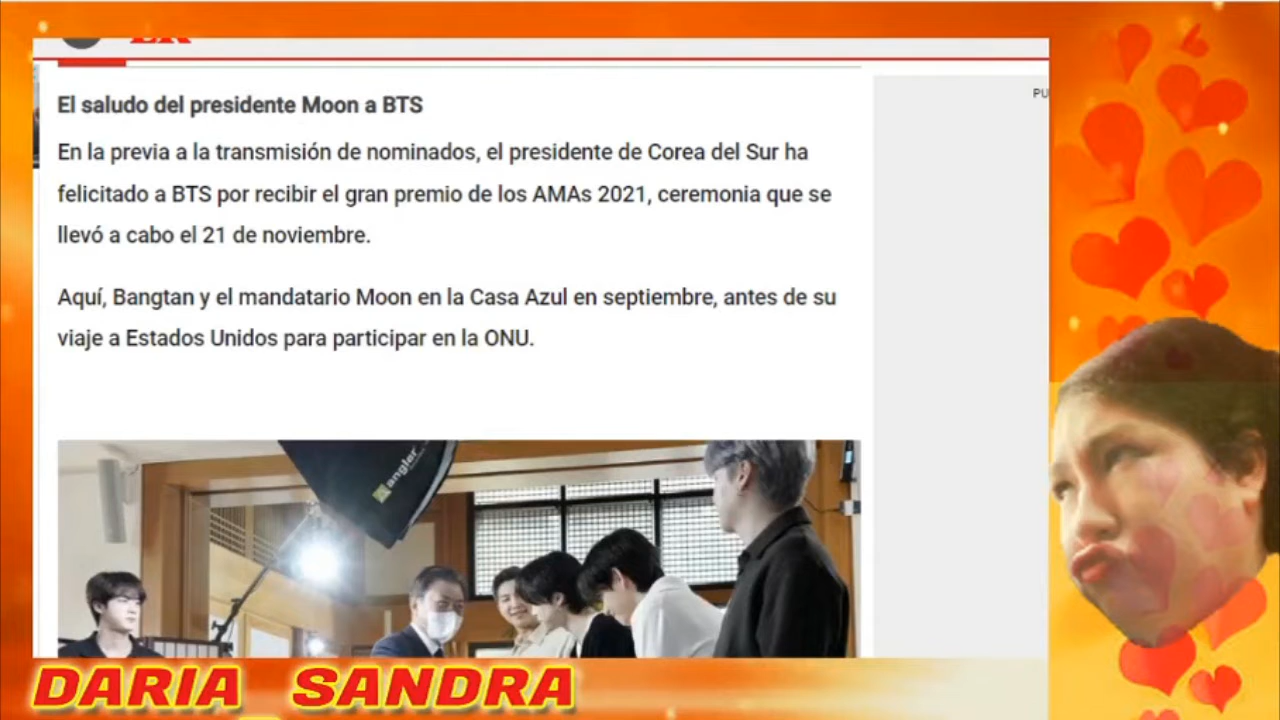 El saludo del presidente Moon a BTS
PU
En la previa a la transmisión de nominados, el presidente de Corea del Sur ha
felicitado a BTS por recibir el gran premio de los AMAs 2021, ceremonia que se
llevó a cabo el 21 de noviembre.
Aquí, Bangtan y el mandatario Moon en la Casa Azul en septiembre, antes de su
viaje a Estados Unidos para participar en la ONU.
angler
DARIA SANDRA